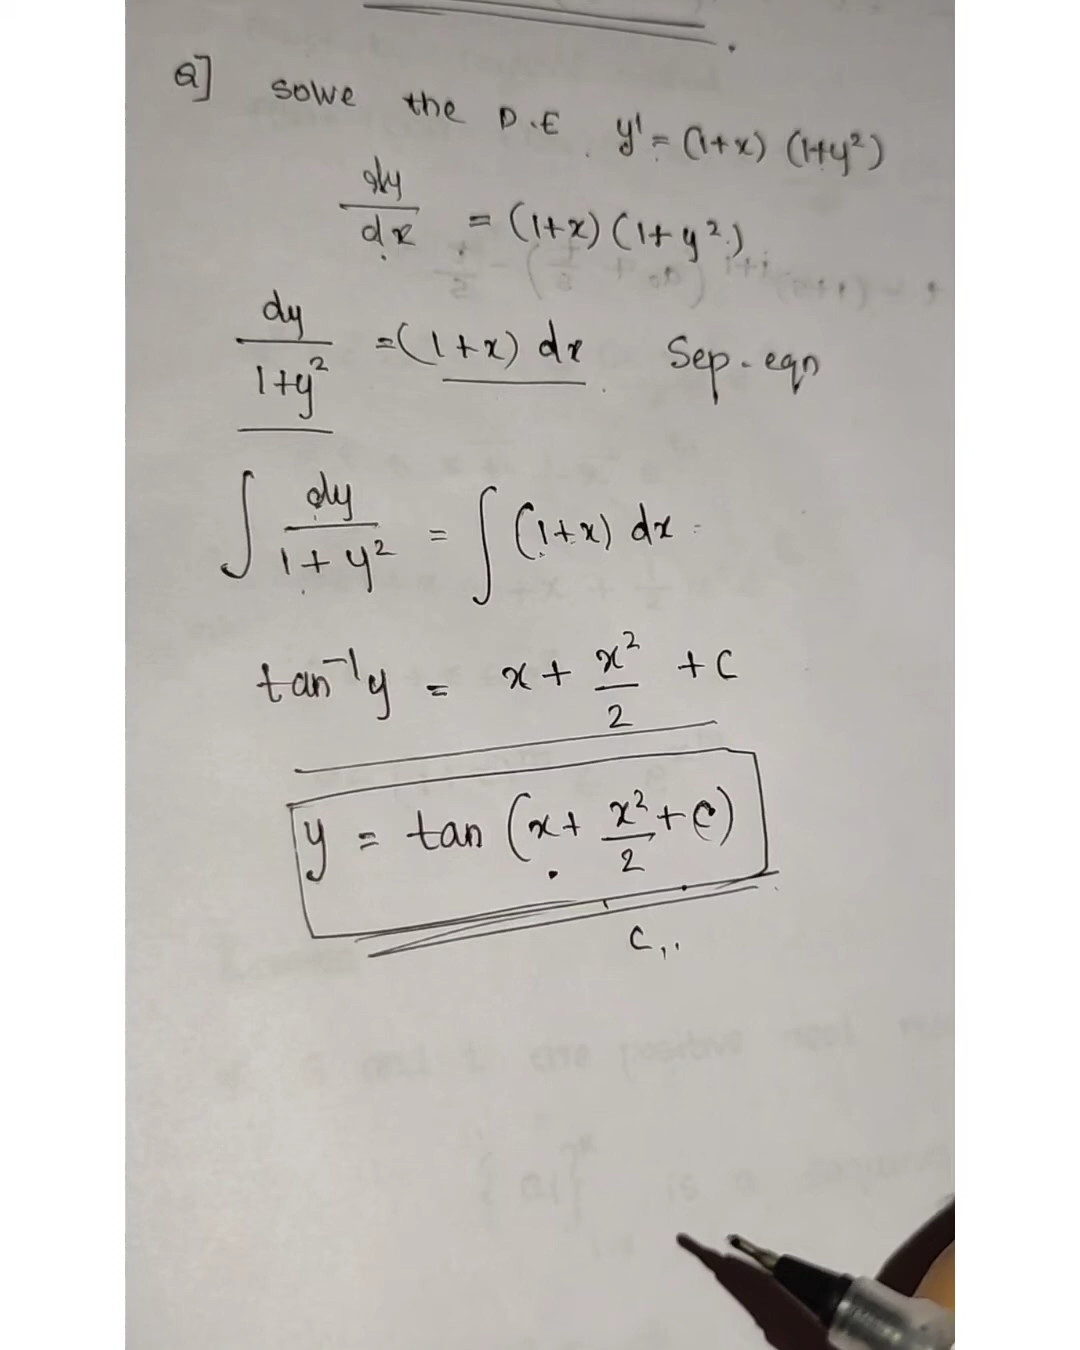 Q] solve the D.E. y' = (1+x) (1+y²)
dy/dx = (1+x) (1+y²)
dy/1+y² = (1+x) dx Sep. eqn
∫ dy/1+y² = ∫ (1+x) dx
tan⁻¹y = x + x²/2 + c
y = tan (x + x²/2 + c)
c,,